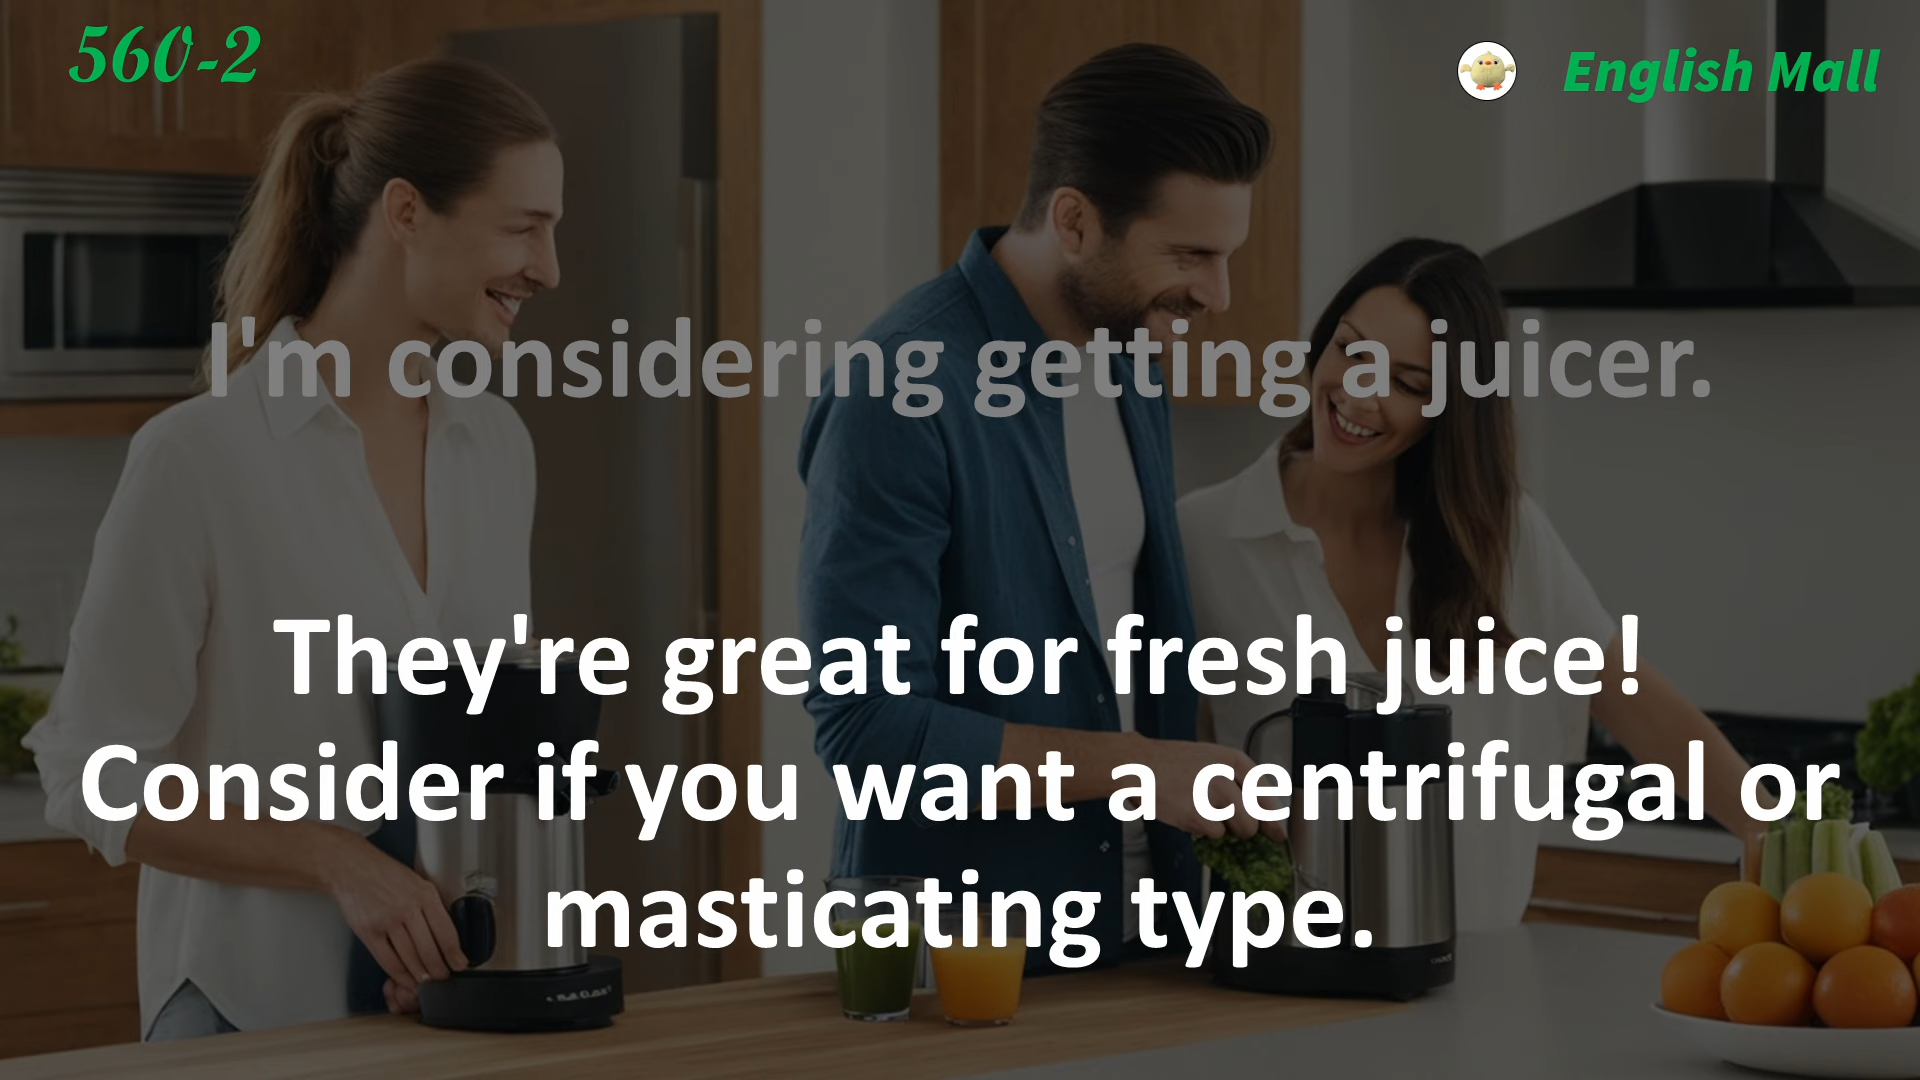 560-2
English Mall
I'm considering getting a juicer.
They're great for fresh juice!
Consider if you want a centrifugal or
masticating type.